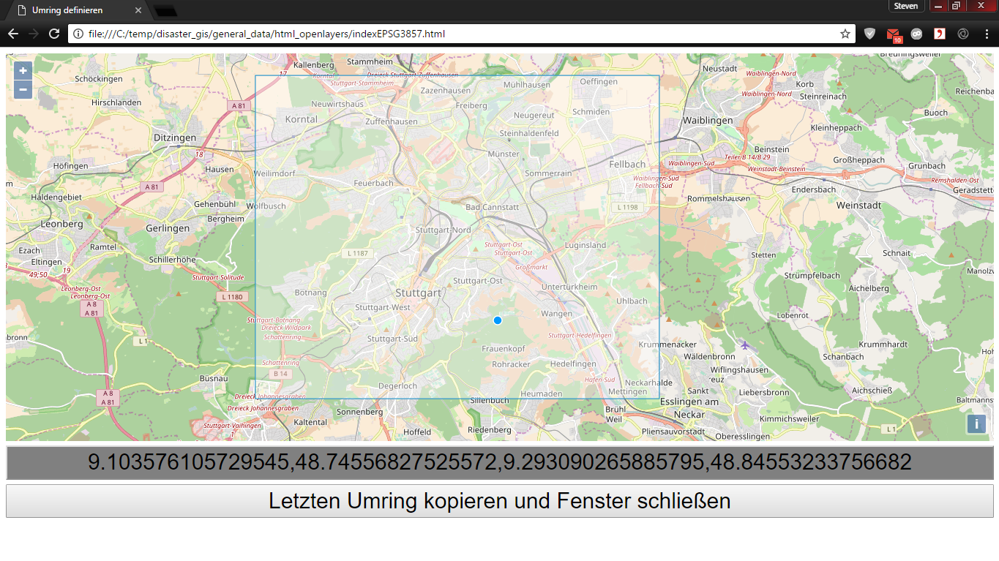 Umring definieren
Steven
file:///C:/temp/disaster_gis/general_data/html_openlayers/indexEPSG3857.html
10
+
−
Schöckingen
Hirschlanden
Ditzingen
Höfingen
Hausen
Haldengebiet
Leonberg
Gehenbühl
Bergheim
Gerlingen
Ezach
Eltingen
Ramtel
Schillerhöhe
Stuttgart-Solitude
49;50
19
Leonberg-Ost
Leonberg-Ost
A 8
A 81
L 1180
L 1
Büsnau
A 8
A 81
Stuttgart-Vaihingen
17
18
A 81
A 81
Kallenberg
Korntal
Stammheim
Dreieck Stuttgart-Zuffenhausen
Stuttgart-Stammheim
Zazenhausen
Mühlhausen
Oeffingen
Neuwirtshaus
Freiberg
Korntal
Zuffenhausen
Neugereut
Schmiden
Steinhaldenfeld
Münster
Weilimdorf
Feuerbach
Sommerrain
Fellbach
Wolfbusch
Bad Cannstatt
L 1198
Stuttgart-Nord
L 1187
Stuttgart-Ost
Stuttgart-Ost
Luginsland
Großmarkt
Stuttgart-Ost
Botnang
Stuttgart
Untertürkheim
Uhlbach
Stuttgart-West
Wangen
Stuttgart-Botnang
Dreieck Wildpark
Schattenring
Stuttgart-Süd
Stuttgart-Hedelfingen
Frauenkopf
Schattenring
Rohracker
Hedelfingen
B 14
Hafen-Süd
Degerloch
Heumaden
Neckarhalde
Mettingen
Dreieck Johannesgraben
Dreieck Johannesgraben
Sonnenberg
Sillenbuch
Kaltental
Hoffeld
Riedenberg
Brühl
Weil
Neustadt
Waiblingen-Nord
Waiblingen-Nord
Korb
Steinreinach
Waiblingen
Kleinheppach
Buoch
Beinstein
Teiler B 14/B 29
Großheppach
Waiblingen-Süd
Weinstadt-Beinstein
Grunbach
Waiblingen-Süd
Fellbach-Süd
Remshalden-Ost
Endersbach
Rommelshausen
Weinstadt
Stetten
Schnait
Strümpfelbach
Aichelberg
Lobenrot
Krummenacker
Krummhardt
Wäldenbronn
Schanbach
Wiflingshausen
Sankt
Liebersbronn
Aichschieß
Esslingen am
Neckar
Kimmichsweiler
Pliensauvorstadt
Oberesslingen
L 1
i
9.103576105729545,48.74556827525572,9.293090265885795,48.84553233756682
Letzten Umring kopieren und Fenster schließen